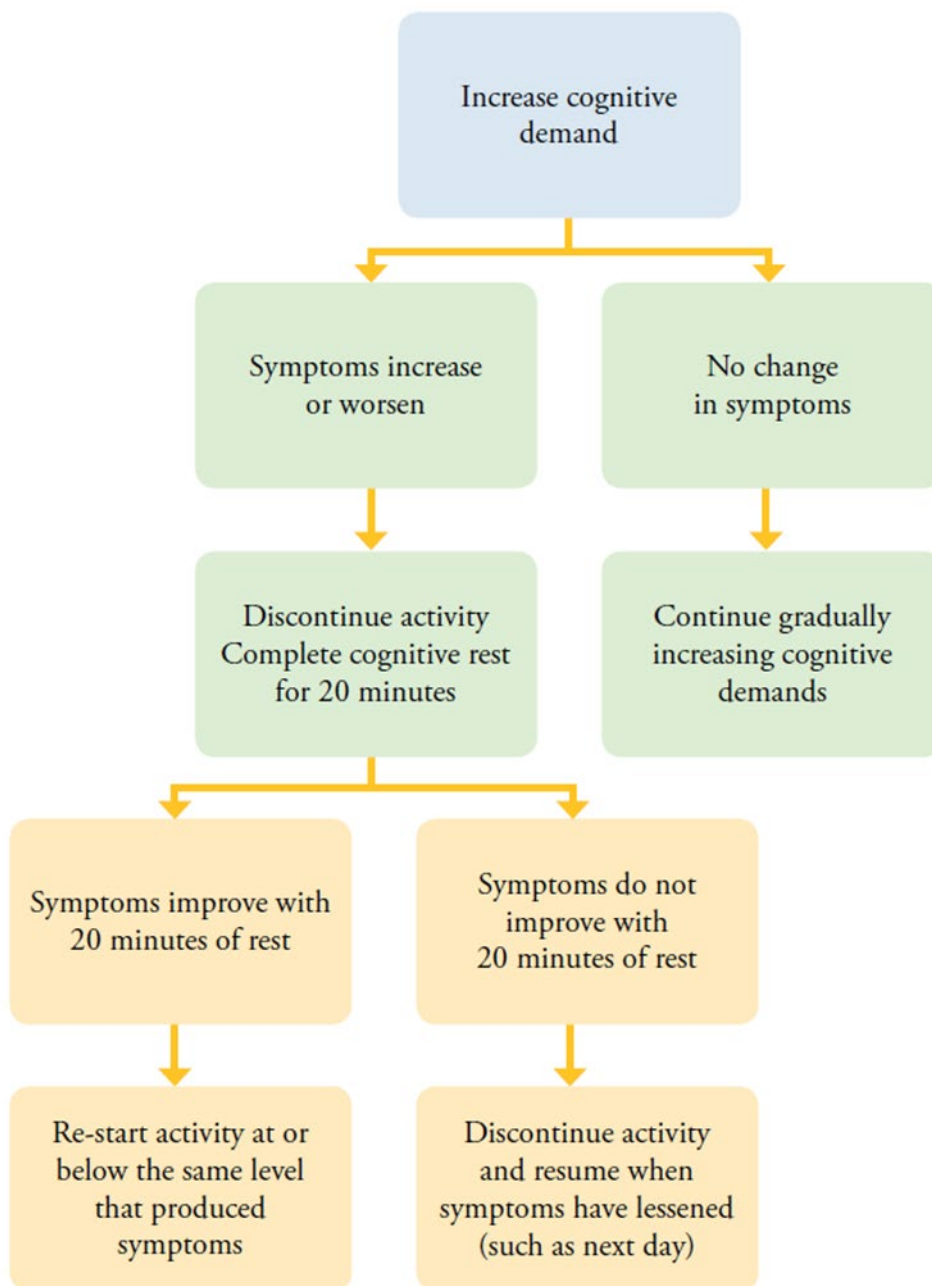 Increase cognitive
demand
Symptoms increase
or worsen
No change
in symptoms
Discontinue activity
Complete cognitive rest
for 20 minutes
Continue gradually
increasing cognitive
demands
Symptoms improve with
20 minutes of rest
Symptoms do not
improve with
20 minutes of rest
Re-start activity at or
below the same level
that produced
symptoms
Discontinue activity
and resume when
symptoms have lessened
(such as next day)